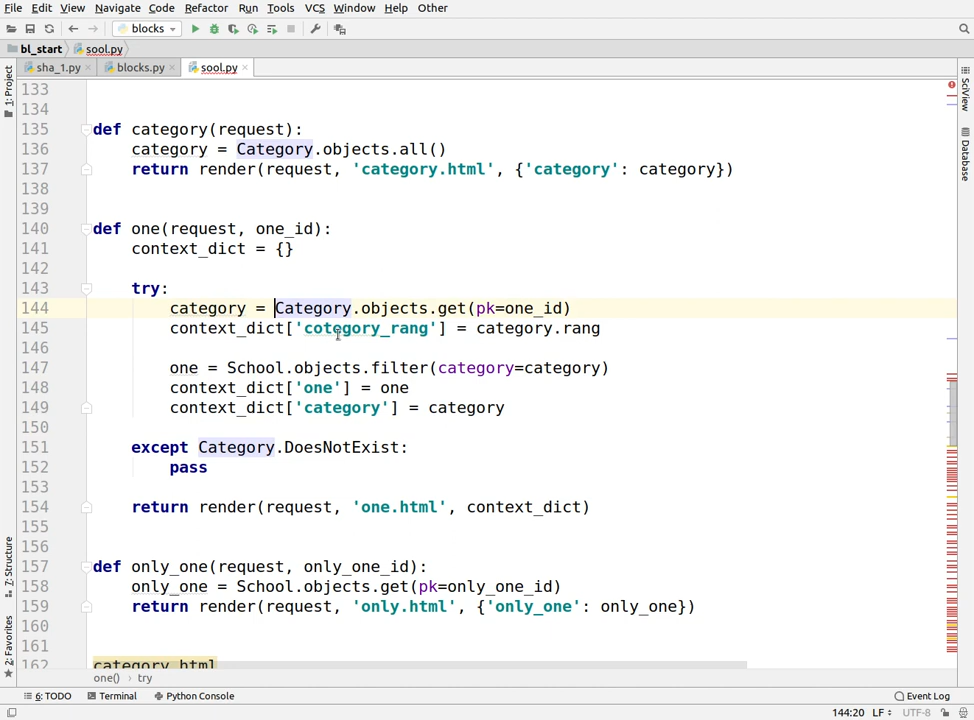 File Edit View Navigate Code Refactor Run Tools VCS Window Help Other
blocks
bl_start sool.py
sha_1.py blocks.py sool.py
1: Project
SciView
Database
7: Structure
2: Favorites
133
134
135 def category(request):
136 category = Category.objects.all()
137 return render(request, 'category.html', {'category': category})
138
139
140 def one(request, one_id):
141 context_dict = {}
142
143 try:
144 category = Category.objects.get(pk=one_id)
145 context_dict['cotegory_rang'] = category.rang
146
147 one = School.objects.filter(category=category)
148 context_dict['one'] = one
149 context_dict['category'] = category
150
151 except Category.DoesNotExist:
152 pass
153
154 return render(request, 'one.html', context_dict)
155
156
157 def only_one(request, only_one_id):
158 only_one = School.objects.get(pk=only_one_id)
159 return render(request, 'only.html', {'only_one': only_one})
160
161
162 category.html
one() › try
6: TODO Terminal Python Console Event Log
144:20 LF UTF-8